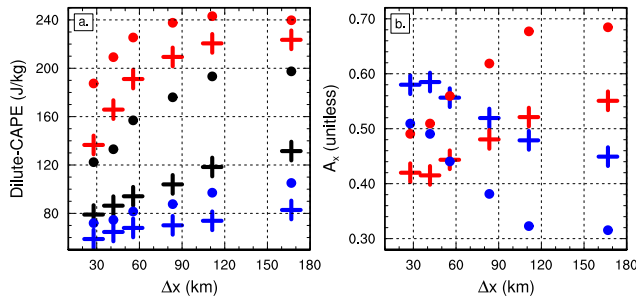 a.
b.
Dilute-CAPE (J/kg)
240
200
160
120
80
30 60 90 120 150 180
Δx (km)
Aₓ (unitless)
0.70
0.60
0.50
0.40
0.30
30 60 90 120 150 180
Δx (km)